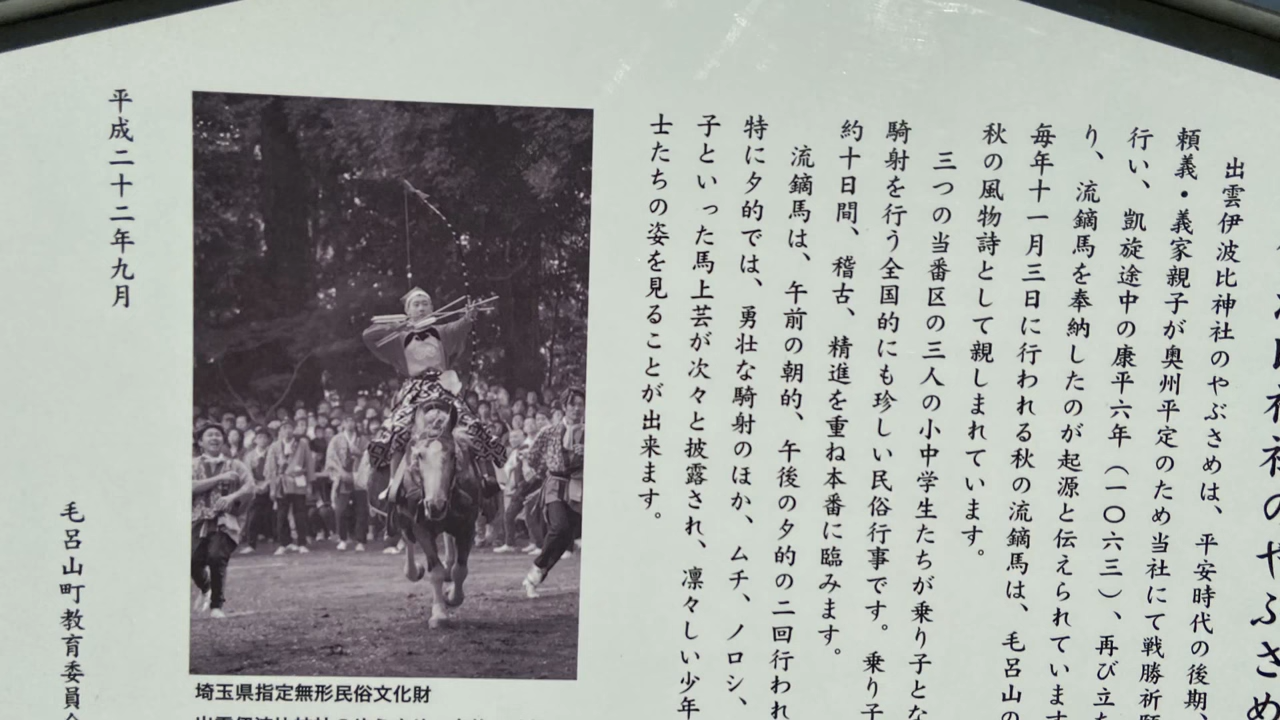 社のやぶさめ
出雲伊波比神社のやぶさめは、平安時代の後期、
頼義・義家親子が奥州平定のため当社にて戦勝祈願
行い、凱旋途中の康平六年（一〇六三）、再び立ち
り、流鏑馬を奉納したのが起源と伝えられています
毎年十一月三日に行われる秋の流鏑馬は、毛呂山の
秋の風物詩として親しまれています。
三つの当番区の三人の小中学生たちが乗り子とな
騎射を行う全国的にも珍しい民俗行事です。乗り子
約十日間、稽古、精進を重ね本番に臨みます。
流鏑馬は、午前の朝的、午後の夕的の二回行われ
特に夕的では、勇壮な騎射のほか、ムチ、ノロシ、
子といった馬上芸が次々と披露され、凛々しい少年
士たちの姿を見ることが出来ます。
埼玉県指定無形民俗文化財
平成二十二年九月
毛呂山町教育委員会